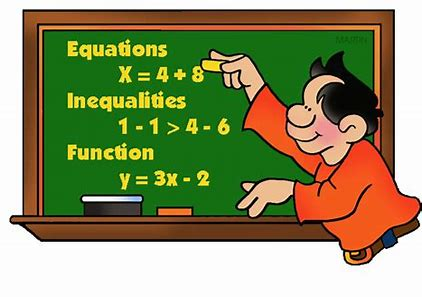 Equations
X = 4 + 8
Inequalities
1 - 1 > 4 - 6
Function
y = 3x - 2